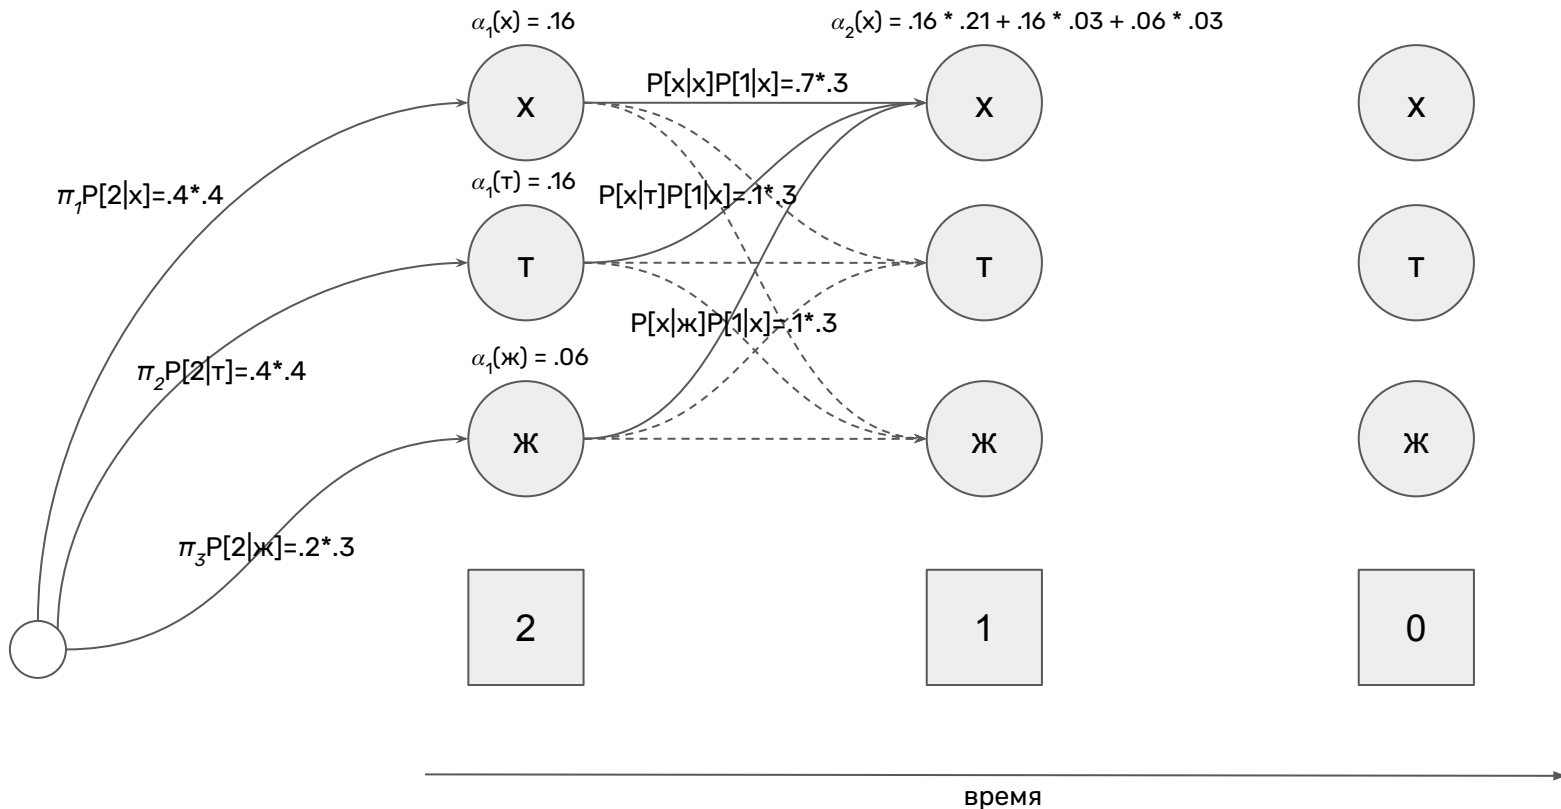 α₁(х) = .16
α₂(х) = .16 * .21 + .16 * .03 + .06 * .03
P[х|х]P[1|х]=.7*.3
х
х
х
π₁P[2|х]=.4*.4
α₁(т) = .16
P[х|т]P[1|х]=.1*.3
т
т
т
P[х|ж]P[1|х]=.1*.3
π₂P[2|т]=.4*.4
α₁(ж) = .06
ж
ж
ж
π₃P[2|ж]=.2*.3
2
1
0
время